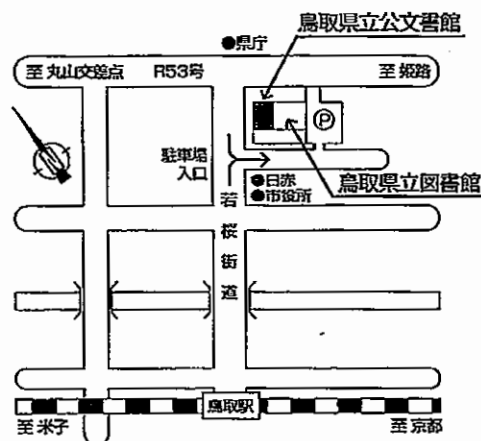 鳥取県立公文書館
●県庁
至 丸山交差点
R53号
至 姫路
Ⓟ
駐車場
入口
鳥取県立図書館
●日赤
●市役所
若桜街道
鳥取駅
至 米子
至 京都